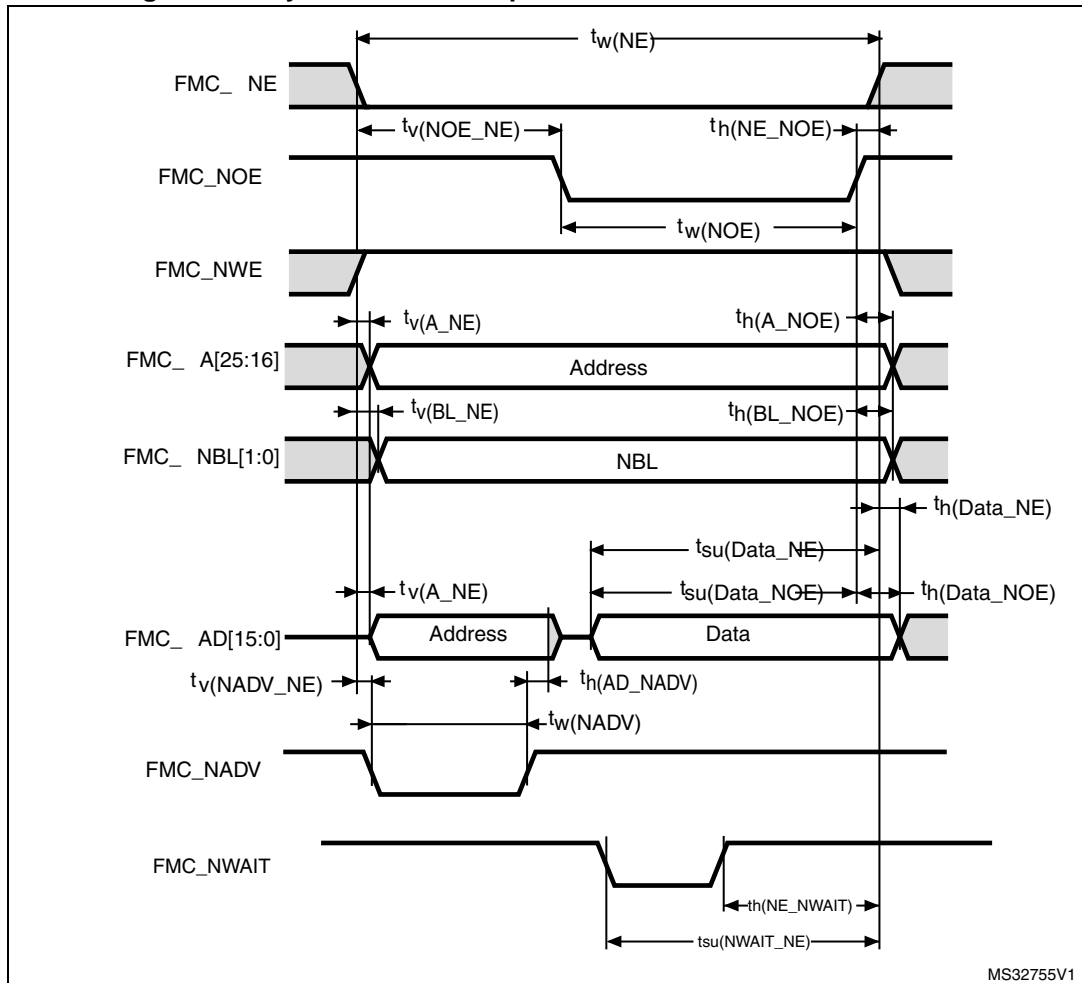 tw(NE)
FMC_ NE
tv(NOE_NE)
th(NE_NOE)
FMC_NOE
tw(NOE)
FMC_NWE
tv(A_NE)
th(A_NOE)
FMC_ A[25:16]
Address
tv(BL_NE)
th(BL_NOE)
FMC_ NBL[1:0]
NBL
th(Data_NE)
tsu(Data_NE)
tv(A_NE)
tsu(Data_NOE)
th(Data_NOE)
FMC_ AD[15:0]
Address
Data
tv(NADV_NE)
th(AD_NADV)
tw(NADV)
FMC_NADV
FMC_NWAIT
th(NE_NWAIT)
tsu(NWAIT_NE)
MS32755V1